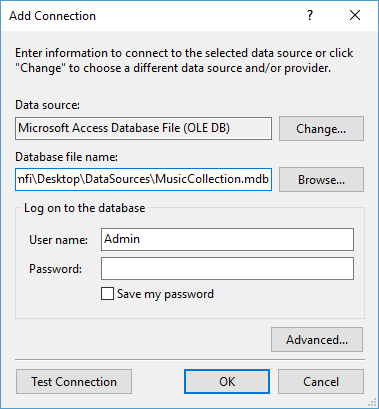 Add Connection
Enter information to connect to the selected data source or click
"Change" to choose a different data source and/or provider.
Data source:
Microsoft Access Database File (OLE DB)
Change...
Database file name:
nfi\Desktop\DataSources\MusicCollection.mdb
Browse...
Log on to the database
User name:
Admin
Password:
Save my password
Advanced...
Test Connection
OK
Cancel